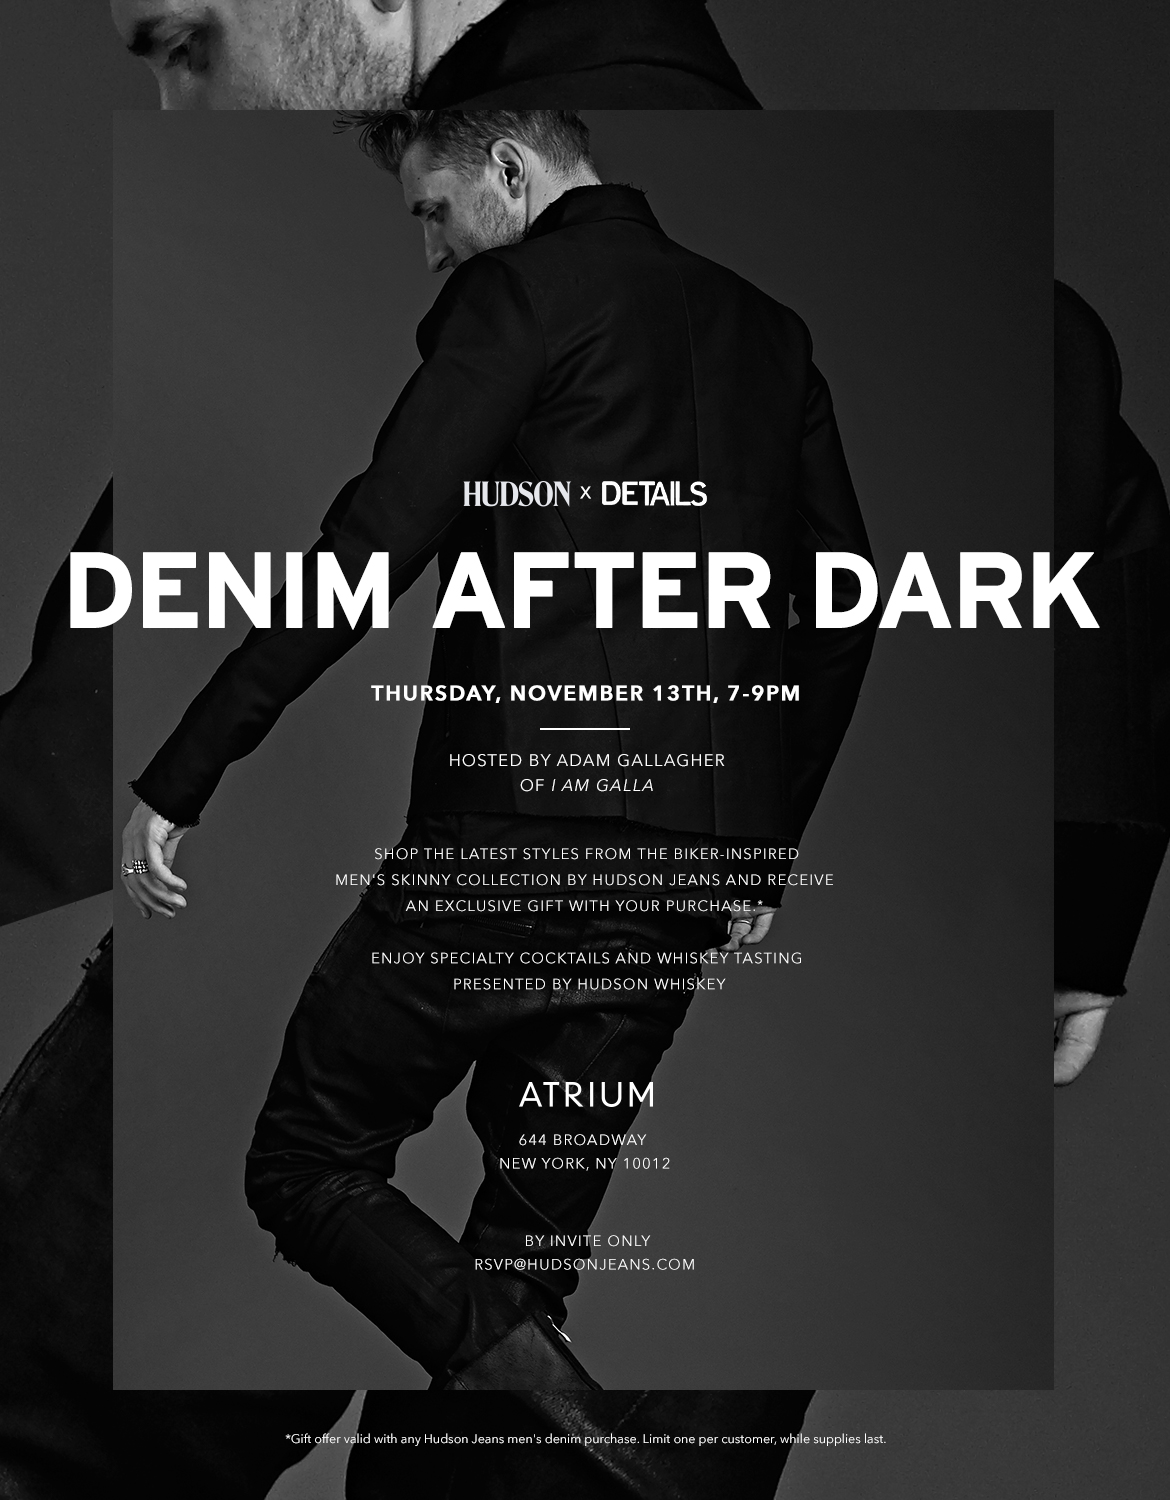 HUDSON X DETAILS
DENIM AFTER DARK
THURSDAY, NOVEMBER 13TH, 7-9PM
HOSTED BY ADAM GALLAGHER
OF I AM GALLA
SHOP THE LATEST STYLES FROM THE BIKER-INSPIRED
MEN'S SKINNY COLLECTION BY HUDSON JEANS AND RECEIVE
AN EXCLUSIVE GIFT WITH YOUR PURCHASE.*
ENJOY SPECIALTY COCKTAILS AND WHISKEY TASTING
PRESENTED BY HUDSON WHISKEY
ATRIUM
644 BROADWAY
NEW YORK, NY 10012
BY INVITE ONLY
RSVP@HUDSONJEANS.COM
*Gift offer valid with any Hudson Jeans men's denim purchase. Limit one per customer, while supplies last.